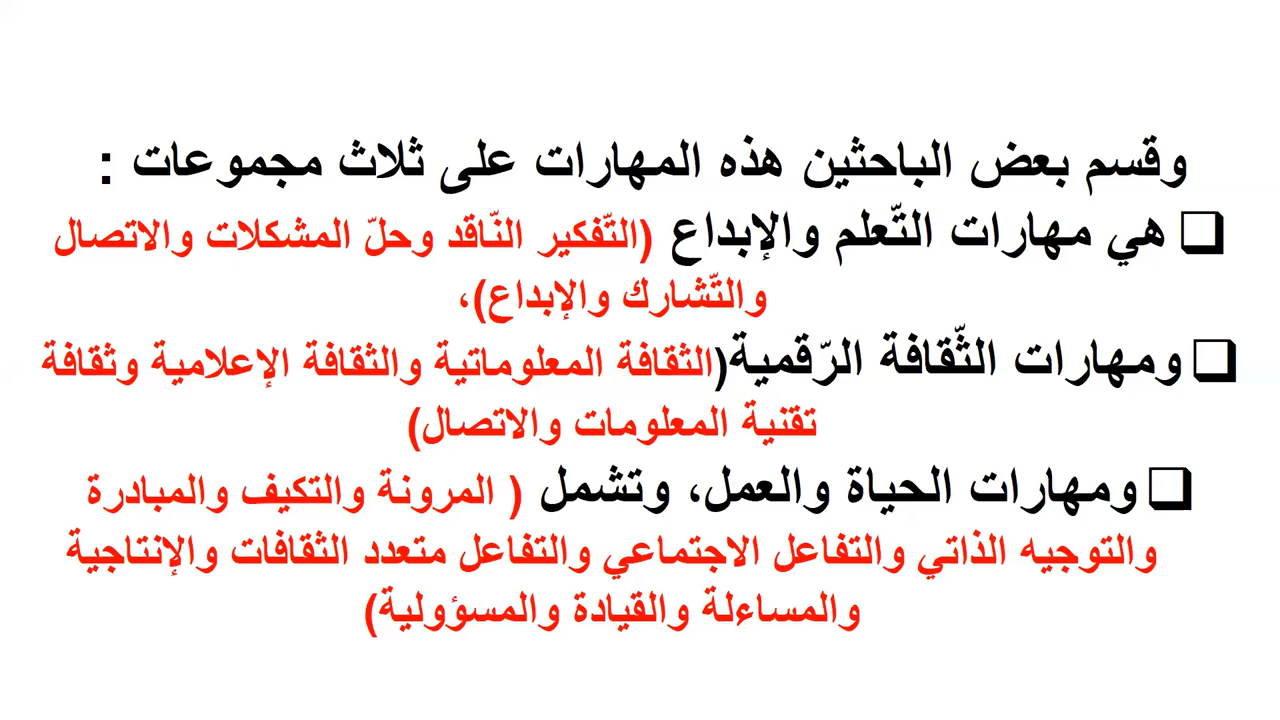 وقسم بعض الباحثين هذه المهارات على ثلاث مجموعات :
❑ هي مهارات التّعلم والإبداع (التّفكير النّاقد وحلّ المشكلات والاتصال
والتّشارك والإبداع)،
❑ ومهارات الثّقافة الرّقمية(الثقافة المعلوماتية والثقافة الإعلامية وثقافة
تقنية المعلومات والاتصال)
❑ ومهارات الحياة والعمل، وتشمل ( المرونة والتكيف والمبادرة
والتوجيه الذاتي والتفاعل الاجتماعي والتفاعل متعدد الثقافات والإنتاجية
والمساءلة والقيادة والمسؤولية)